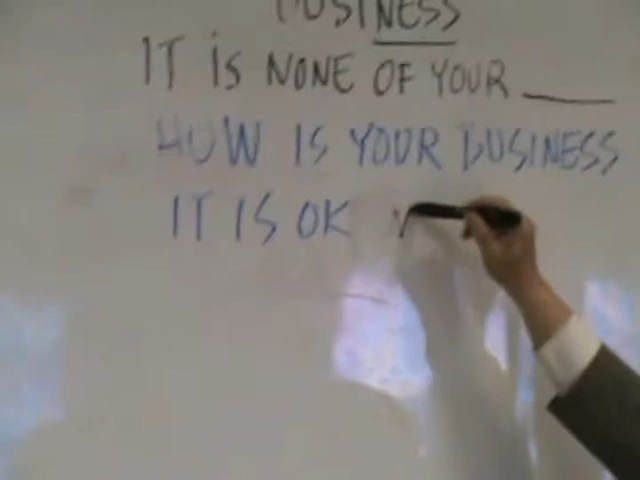 BUSINESS
IT IS NONE OF YOUR ____
HOW IS YOUR BUSINESS
IT IS OK